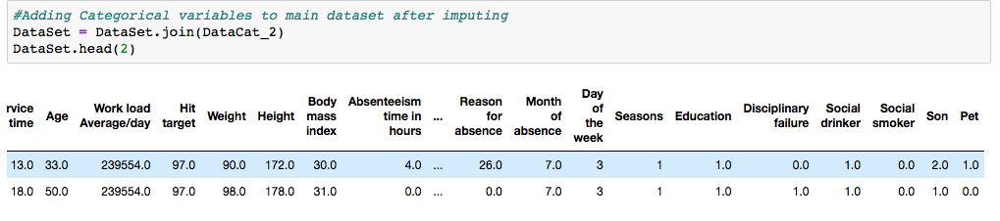 #Adding Categorical variables to main dataset after imputing
DataSet = DataSet.join(DataCat_2)
DataSet.head(2)
rvice time Age Work load Average/day Hit target Weight Height Body mass index Absenteeism time in hours ... Reason for absence Month of absence Day of the week Seasons Education Disciplinary failure Social drinker Social smoker Son Pet
13.0 33.0 239554.0 97.0 90.0 172.0 30.0 4.0 ... 26.0 7.0 3 1 1.0 0.0 1.0 0.0 2.0 1.0
18.0 50.0 239554.0 97.0 98.0 178.0 31.0 0.0 ... 0.0 7.0 3 1 1.0 1.0 1.0 0.0 1.0 0.0